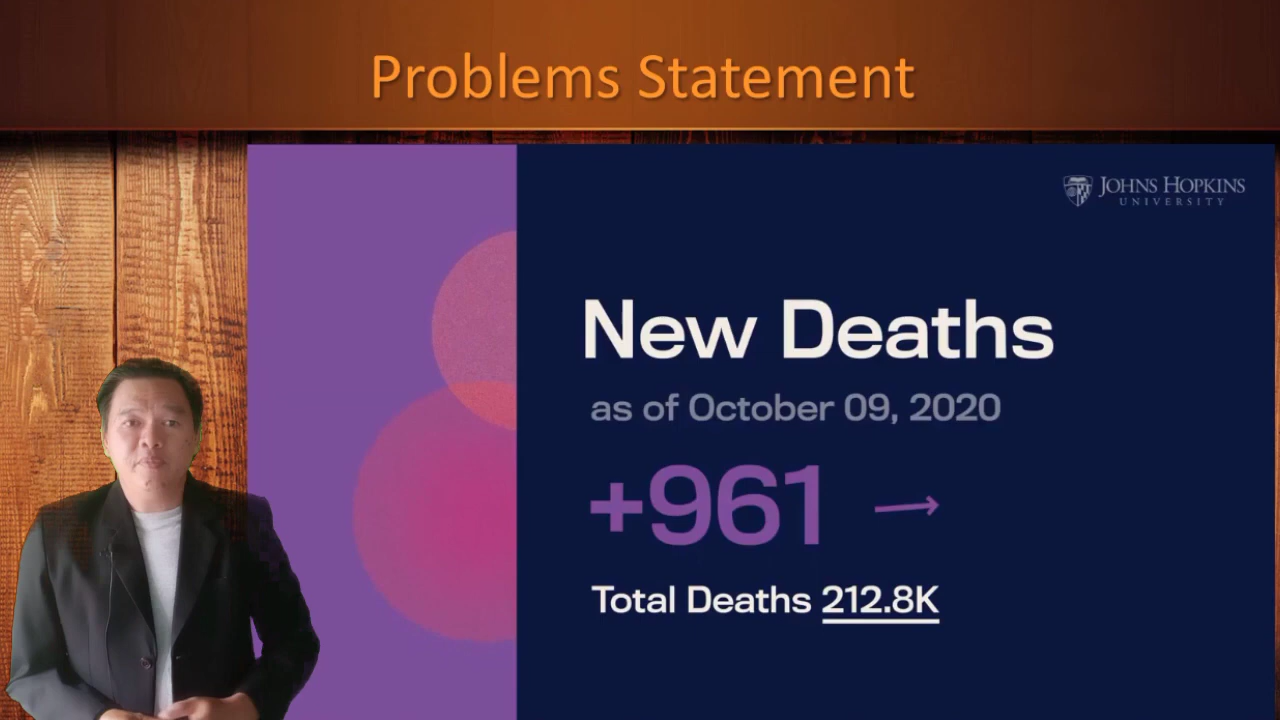 Problems Statement
JOHNS HOPKINS
UNIVERSITY
New Deaths
as of October 09, 2020
+961 →
Total Deaths 212.8K